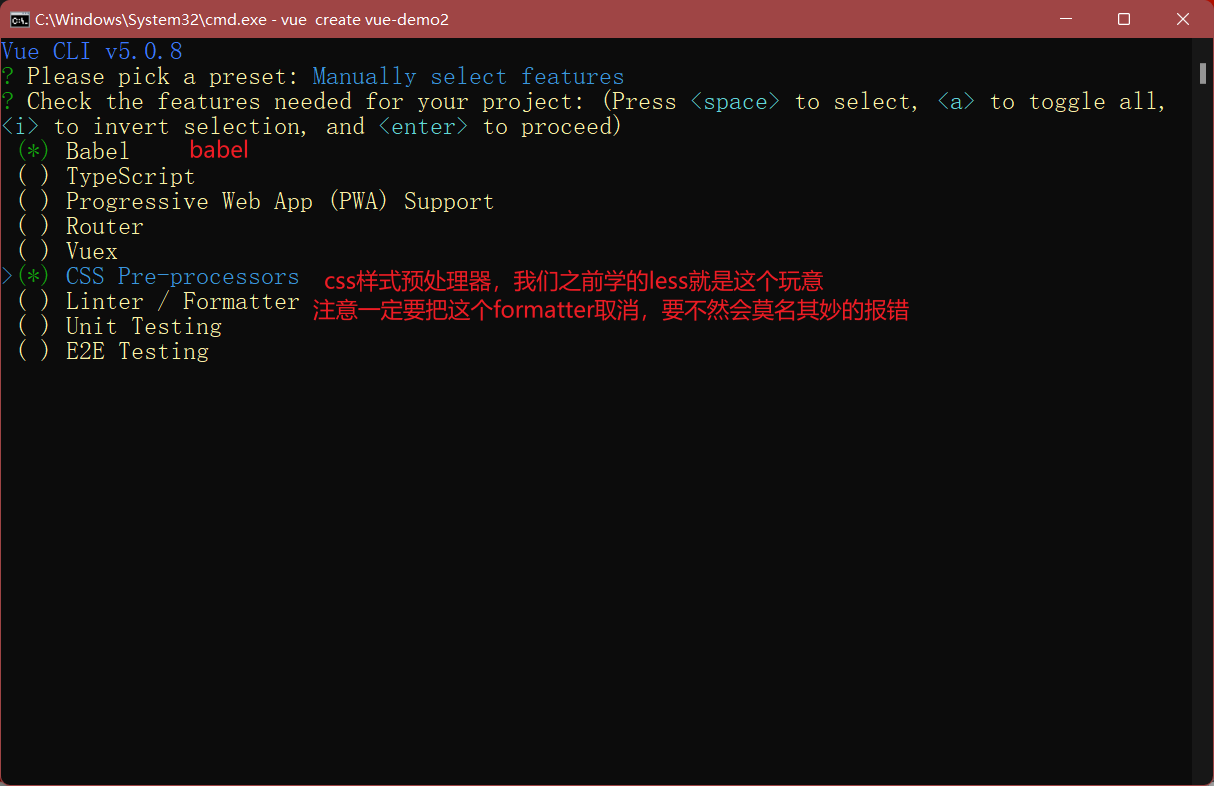 C:\Windows\System32\cmd.exe - vue  create vue-demo2
Vue CLI v5.0.8
? Please pick a preset: Manually select features
? Check the features needed for your project: (Press <space> to select, <a> to toggle all,
<i> to invert selection, and <enter> to proceed)
(*) Babel babel
( ) TypeScript
( ) Progressive Web App (PWA) Support
( ) Router
( ) Vuex
>(*) CSS Pre-processors css样式预处理器，我们之前学的less就是这个玩意
( ) Linter / Formatter 注意一定要把这个formatter取消，要不然会莫名其妙的报错
( ) Unit Testing
( ) E2E Testing